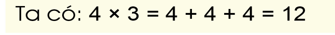 Ta có: 4 × 3 = 4 + 4 + 4 = 12